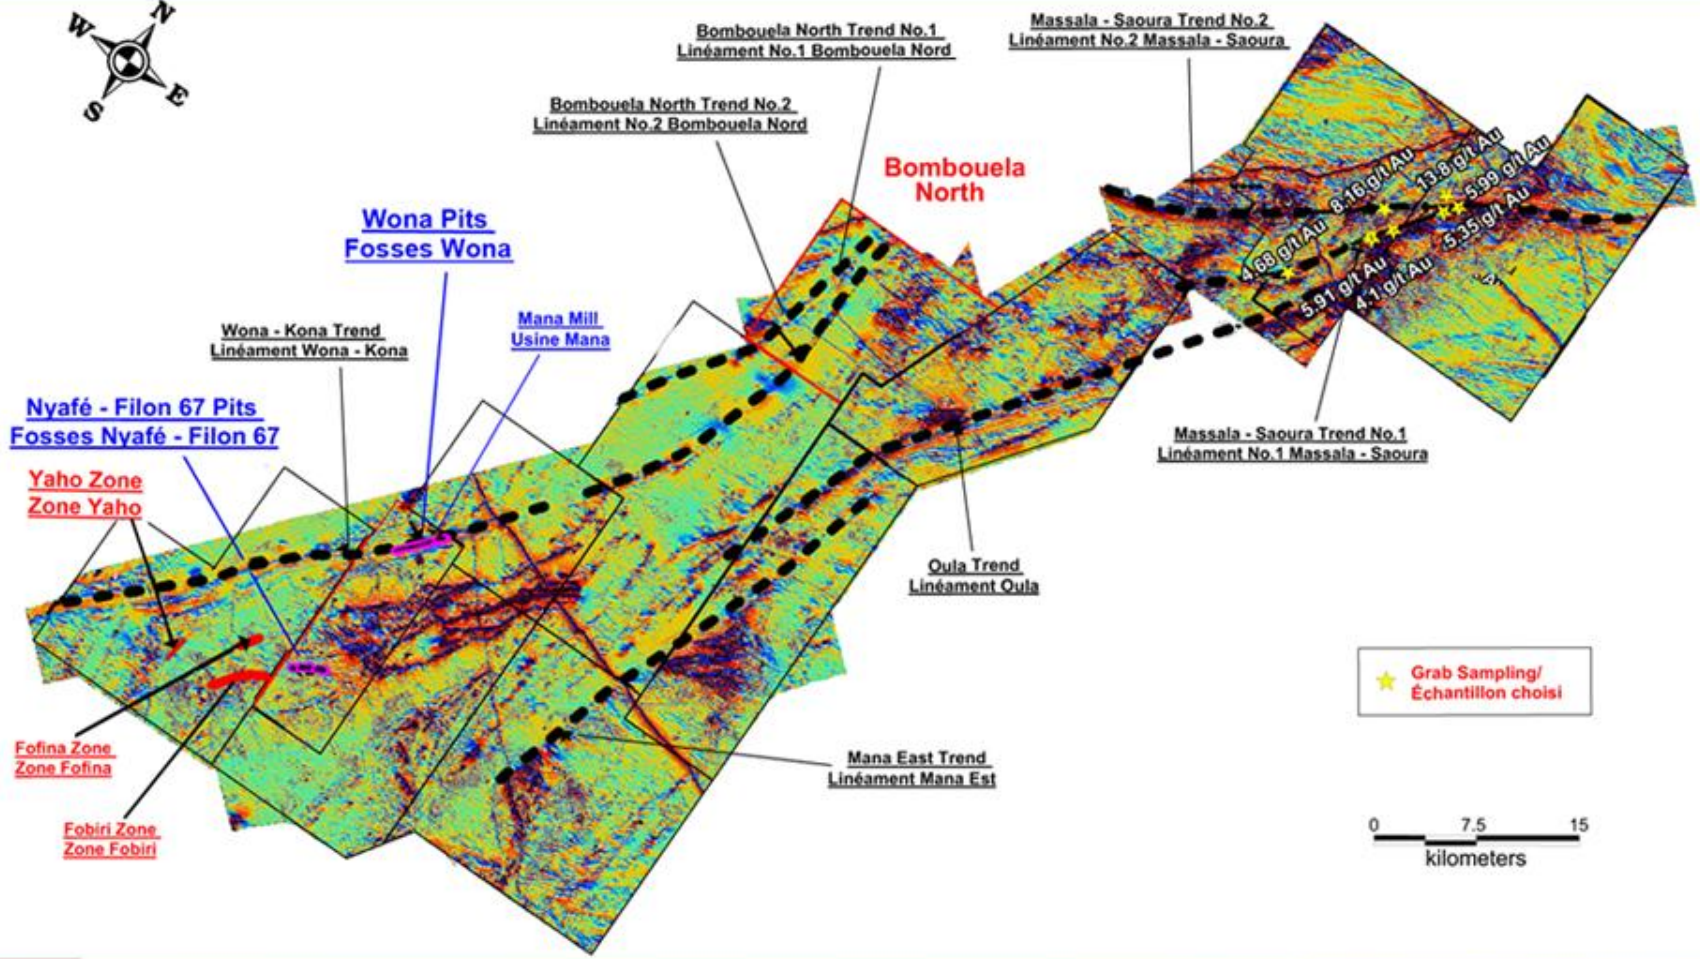 N
W
E
S
Bombouela North Trend No.1
Linéament No.1 Bombouela Nord
Massala - Saoura Trend No.2
Linéament No.2 Massala - Saoura
Bombouela North Trend No.2
Linéament No.2 Bombouela Nord
Bombouela
North
Wona Pits
Fosses Wona
Mana Mill
Usine Mana
Wona - Kona Trend
Linéament Wona - Kona
Nyafé - Filon 67 Pits
Fosses Nyafé - Filon 67
Yaho Zone
Zone Yaho
4.68 g/t Au
8.16 g/t Au
13.8 g/t Au
5.99 g/t Au
5.35 g/t Au
5.91 g/t Au
4.1 g/t Au
Massala - Saoura Trend No.1
Linéament No.1 Massala - Saoura
Oula Trend
Linéament Oula
Fofina Zone
Zone Fofina
Fobiri Zone
Zone Fobiri
Mana East Trend
Linéament Mana Est
Grab Sampling/
Échantillon choisi
0 7.5 15
kilometers